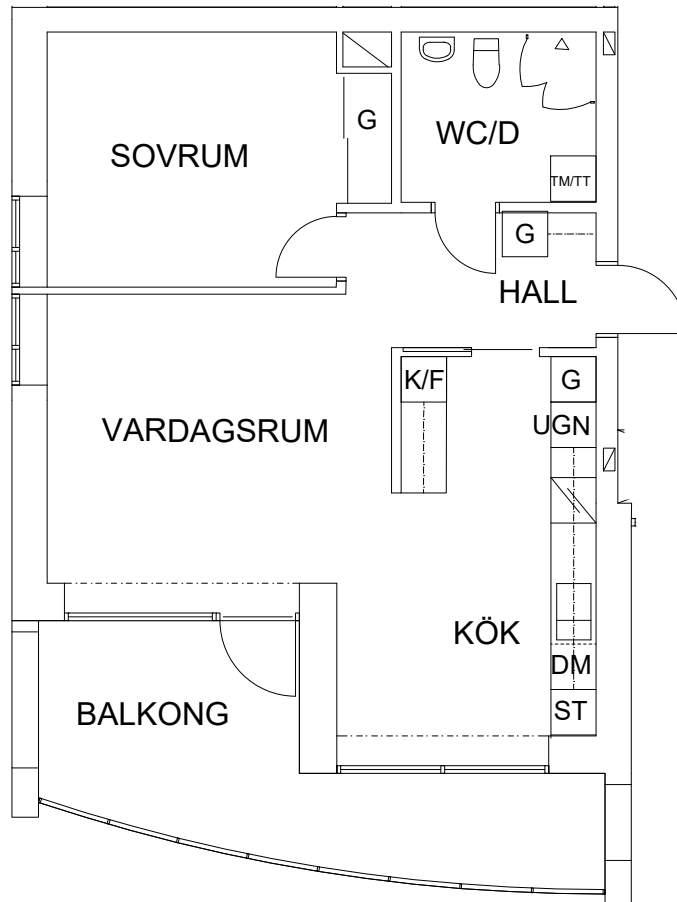 G
WC/D
SOVRUM
TM/TT
G
HALL
K/F
G
UGN
VARDAGSRUM
KÖK
DM
BALKONG
ST